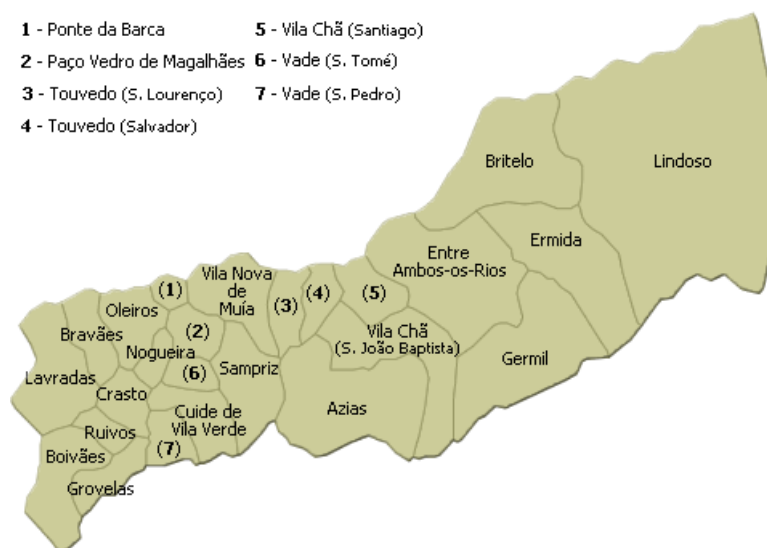 1 - Ponte da Barca
2 - Paço Vedro de Magalhães
3 - Touvedo (S. Lourenço)
4 - Touvedo (Salvador)
5 - Vila Chã (Santiago)
6 - Vade (S. Tomé)
7 - Vade (S. Pedro)
Britelo
Lindoso
Ermida
Entre
Ambos-os-Rios
Vila Nova
de
Muía
(1)
(3)
(4)
(5)
Oleiros
(2)
Bravães
Vila Chã
(S. João Baptista)
Nogueira
Germil
(6)
Sampriz
Lavradas
Crasto
Azias
Cuide de
Vila Verde
Ruivos
(7)
Boivães
Grovelas